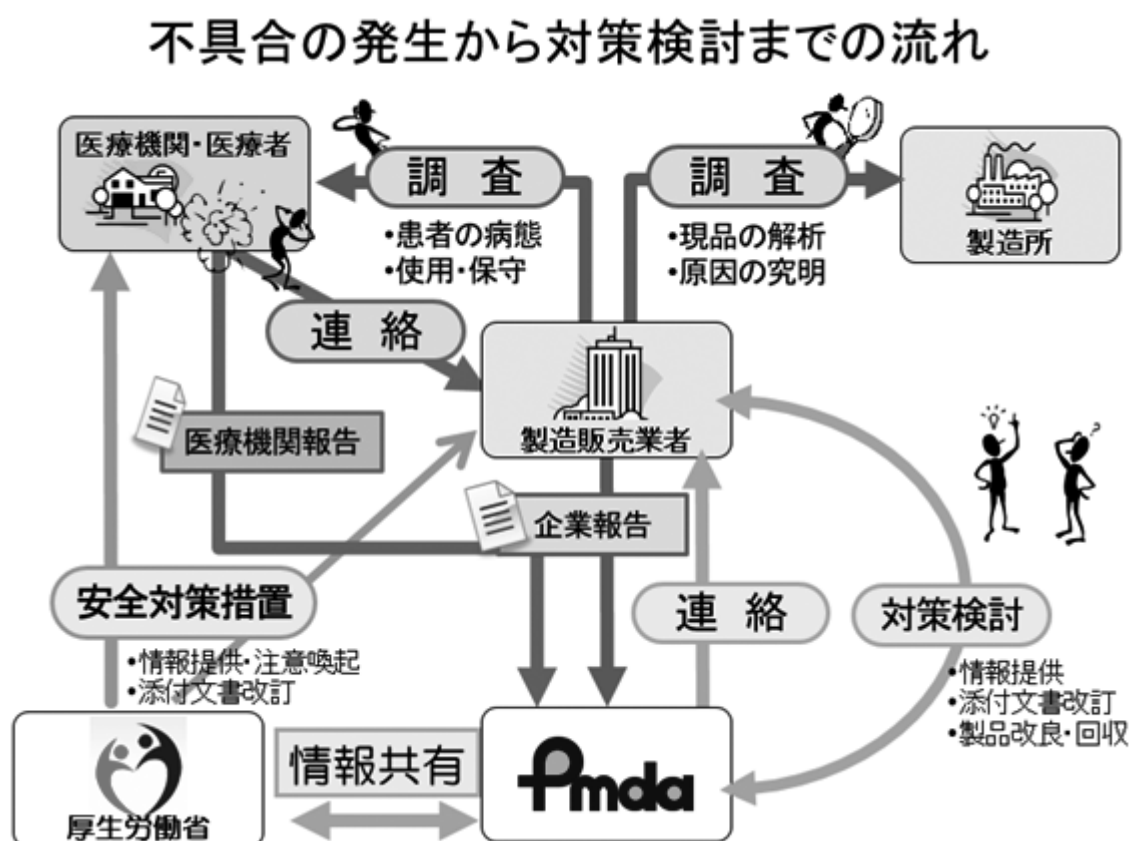 不具合の発生から対策検討までの流れ
医療機関・医療者
調 査
•患者の病態
•使用・保守
調 査
•現品の解析
•原因の究明
製造所
連 絡
製造販売業者
医療機関報告
企業報告
安全対策措置
•情報提供・注意喚起
•添付文書改訂
連 絡
対策検討
•情報提供
•添付文書改訂
•製品改良・回収
厚生労働省
情報共有
Pmda
?